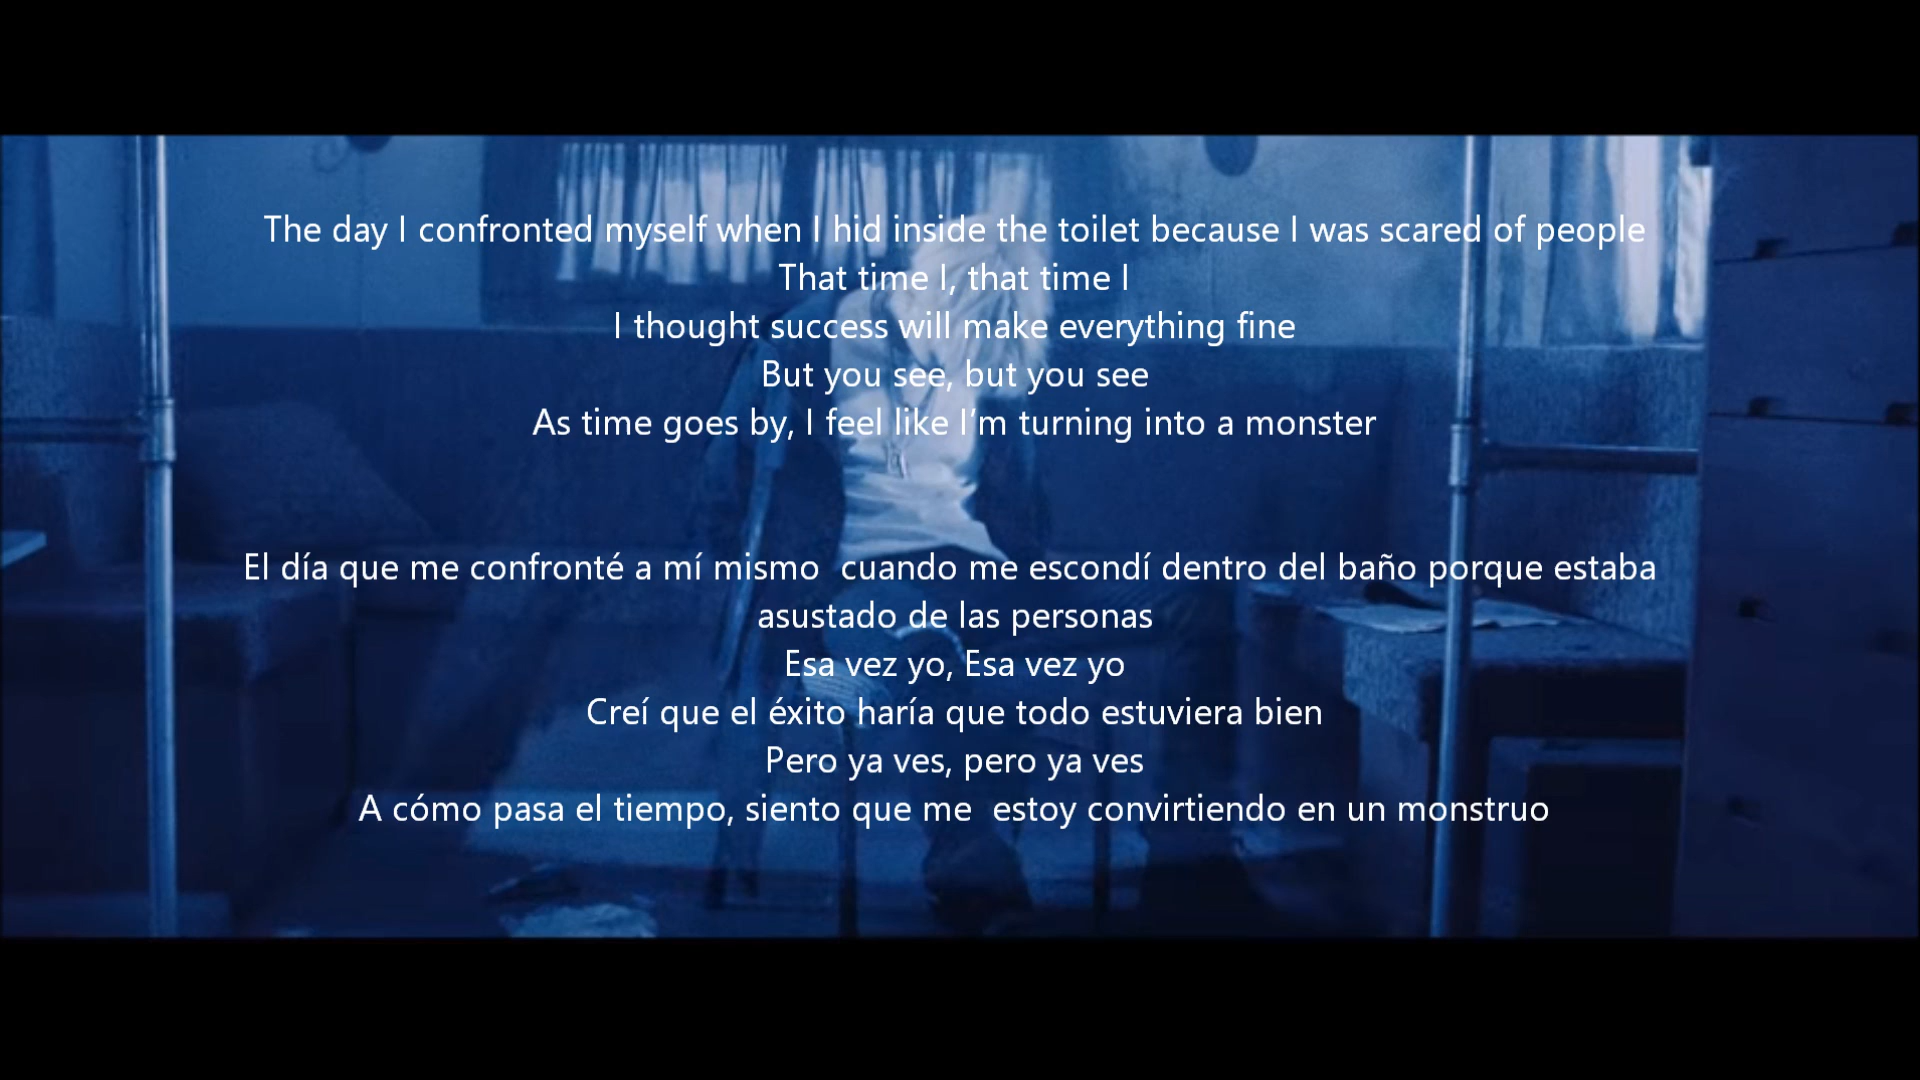 The day I confronted myself when I hid inside the toilet because I was scared of people
That time I, that time I
I thought success will make everything fine
But you see, but you see
As time goes by, I feel like I’m turning into a monster
El día que me confronté a mí mismo  cuando me escondí dentro del baño porque estaba
asustado de las personas
Esa vez yo, Esa vez yo
Creí que el éxito haría que todo estuviera bien
Pero ya ves, pero ya ves
A cómo pasa el tiempo, siento que me  estoy convirtiendo en un monstruo